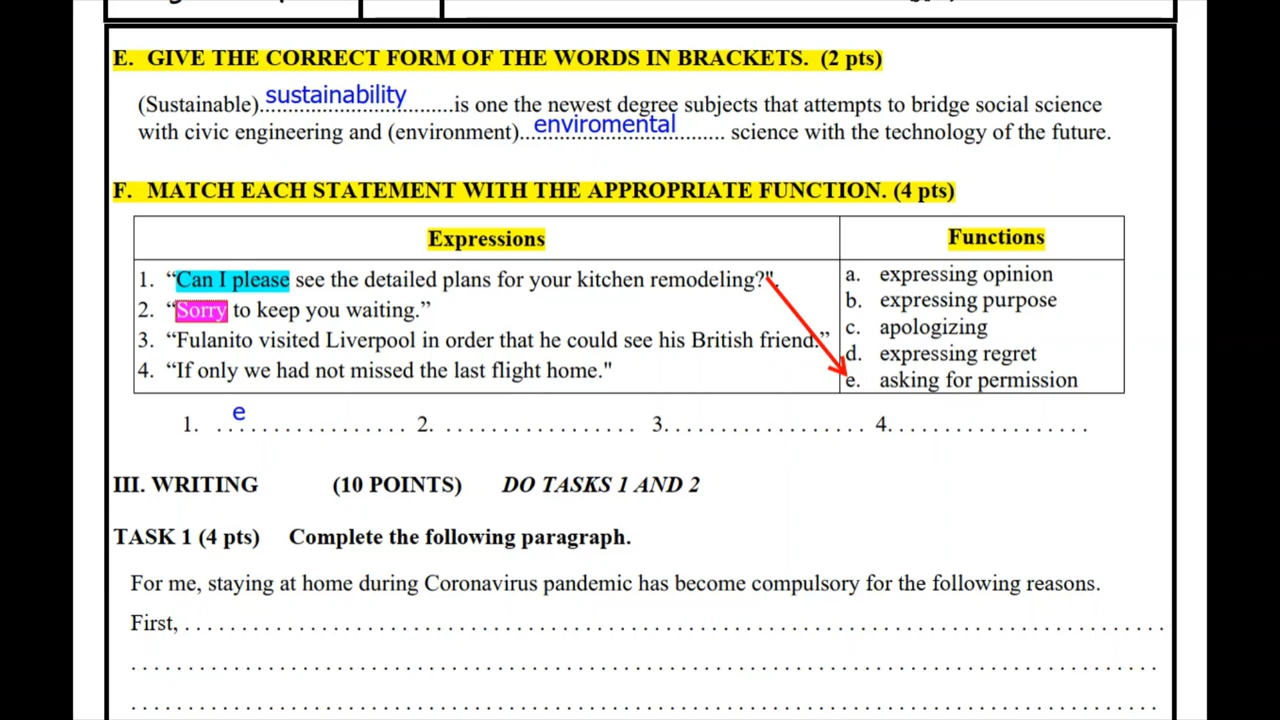 E. GIVE THE CORRECT FORM OF THE WORDS IN BRACKETS. (2 pts)
(Sustainable)...sustainability...is one the newest degree subjects that attempts to bridge social science
with civic engineering and (environment)...enviromental... science with the technology of the future.
F. MATCH EACH STATEMENT WITH THE APPROPRIATE FUNCTION. (4 pts)
Expressions
1. “Can I please see the detailed plans for your kitchen remodeling?".
2. “Sorry to keep you waiting.”
3. “Fulanito visited Liverpool in order that he could see his British friend.”
4. “If only we had not missed the last flight home."
Functions
a. expressing opinion
b. expressing purpose
c. apologizing
d. expressing regret
e. asking for permission
1. . . e . . . . . . . . . . . . . . 2. . . . . . . . . . . . . . . . . . 3. . . . . . . . . . . . . . . . . . 4. . . . . . . . . . . . . . . . . .
III. WRITING (10 POINTS) DO TASKS 1 AND 2
TASK 1 (4 pts) Complete the following paragraph.
For me, staying at home during Coronavirus pandemic has become compulsory for the following reasons.
First, . . . . . . . . . . . . . . . . . . . . . . . . . . . . . . . . . . . . . . . .